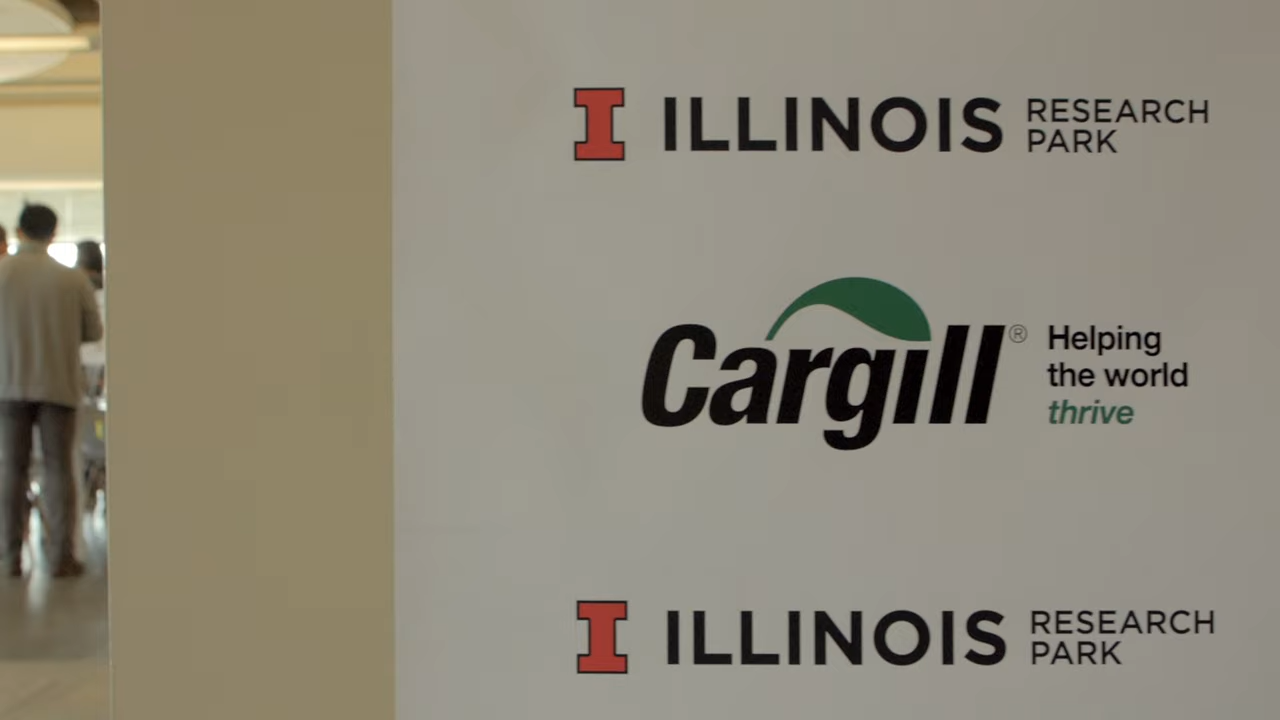 I ILLINOIS RESEARCH
PARK
Cargill® Helping
the world
thrive
I ILLINOIS RESEARCH
PARK